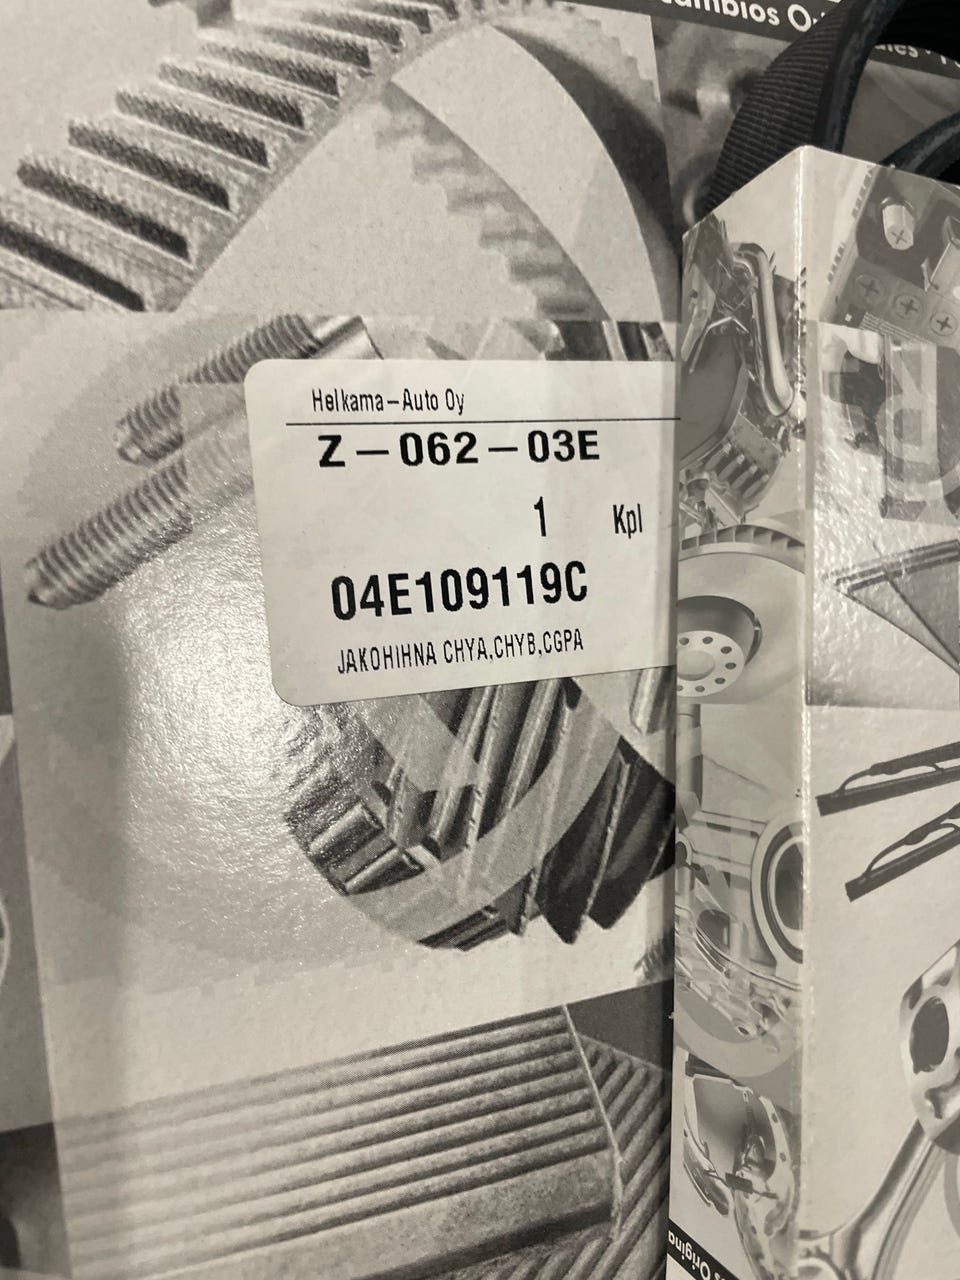 Helkama-Auto Oy
Z-062-03E
1 Kpl
04E109119C
JAKOHIHNA CHYA,CHYB,CGPA